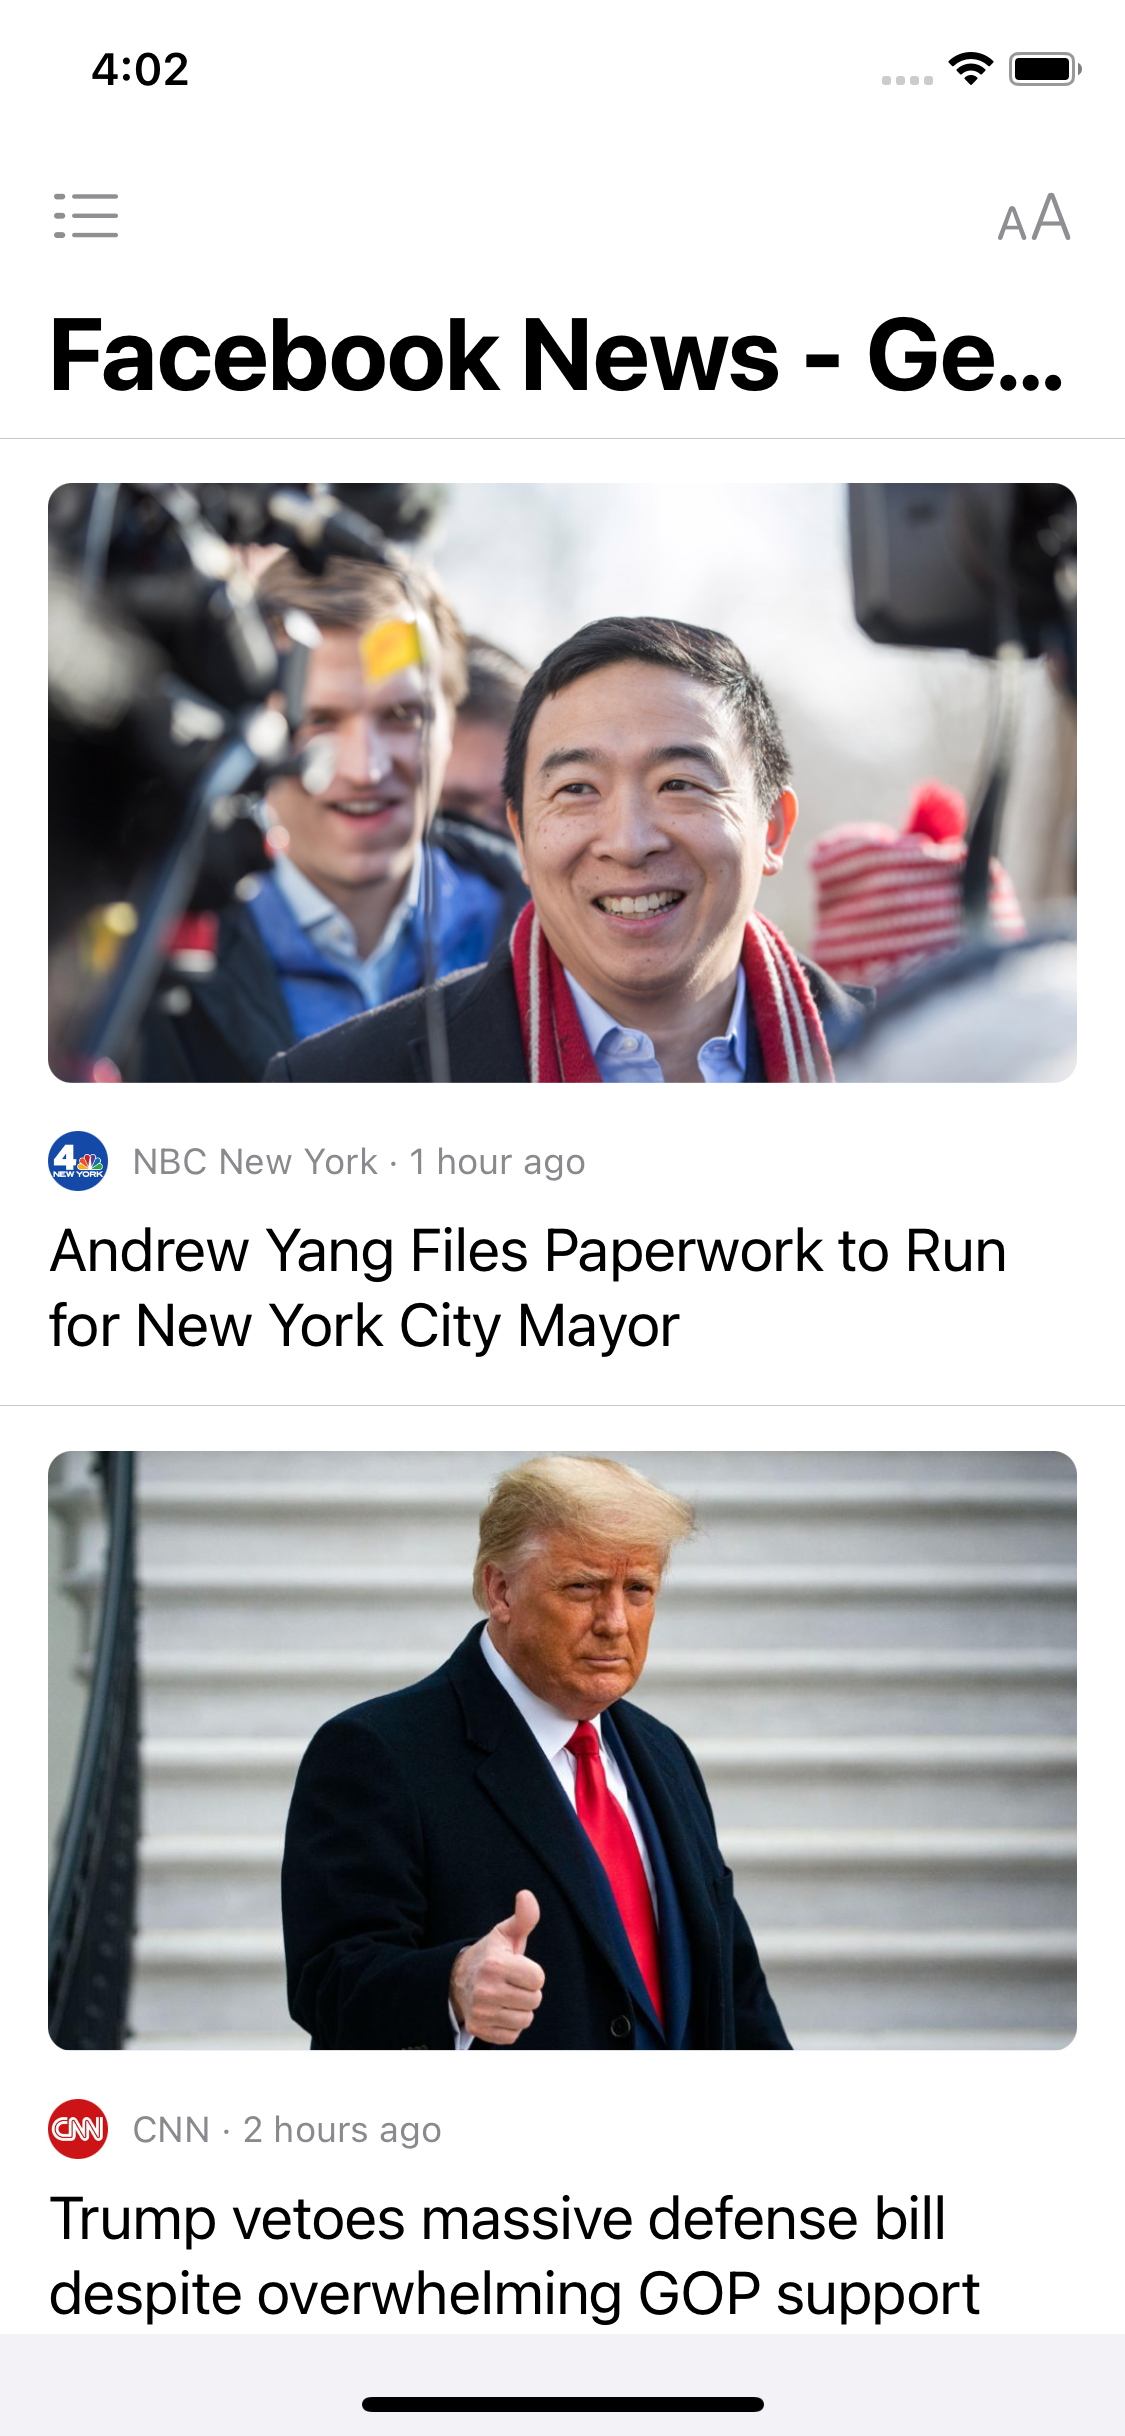 4:02
AA
Facebook News - Ge...
4
NEW YORK
NBC New York · 1 hour ago
Andrew Yang Files Paperwork to Run
for New York City Mayor
CNN
CNN · 2 hours ago
Trump vetoes massive defense bill
despite overwhelming GOP support